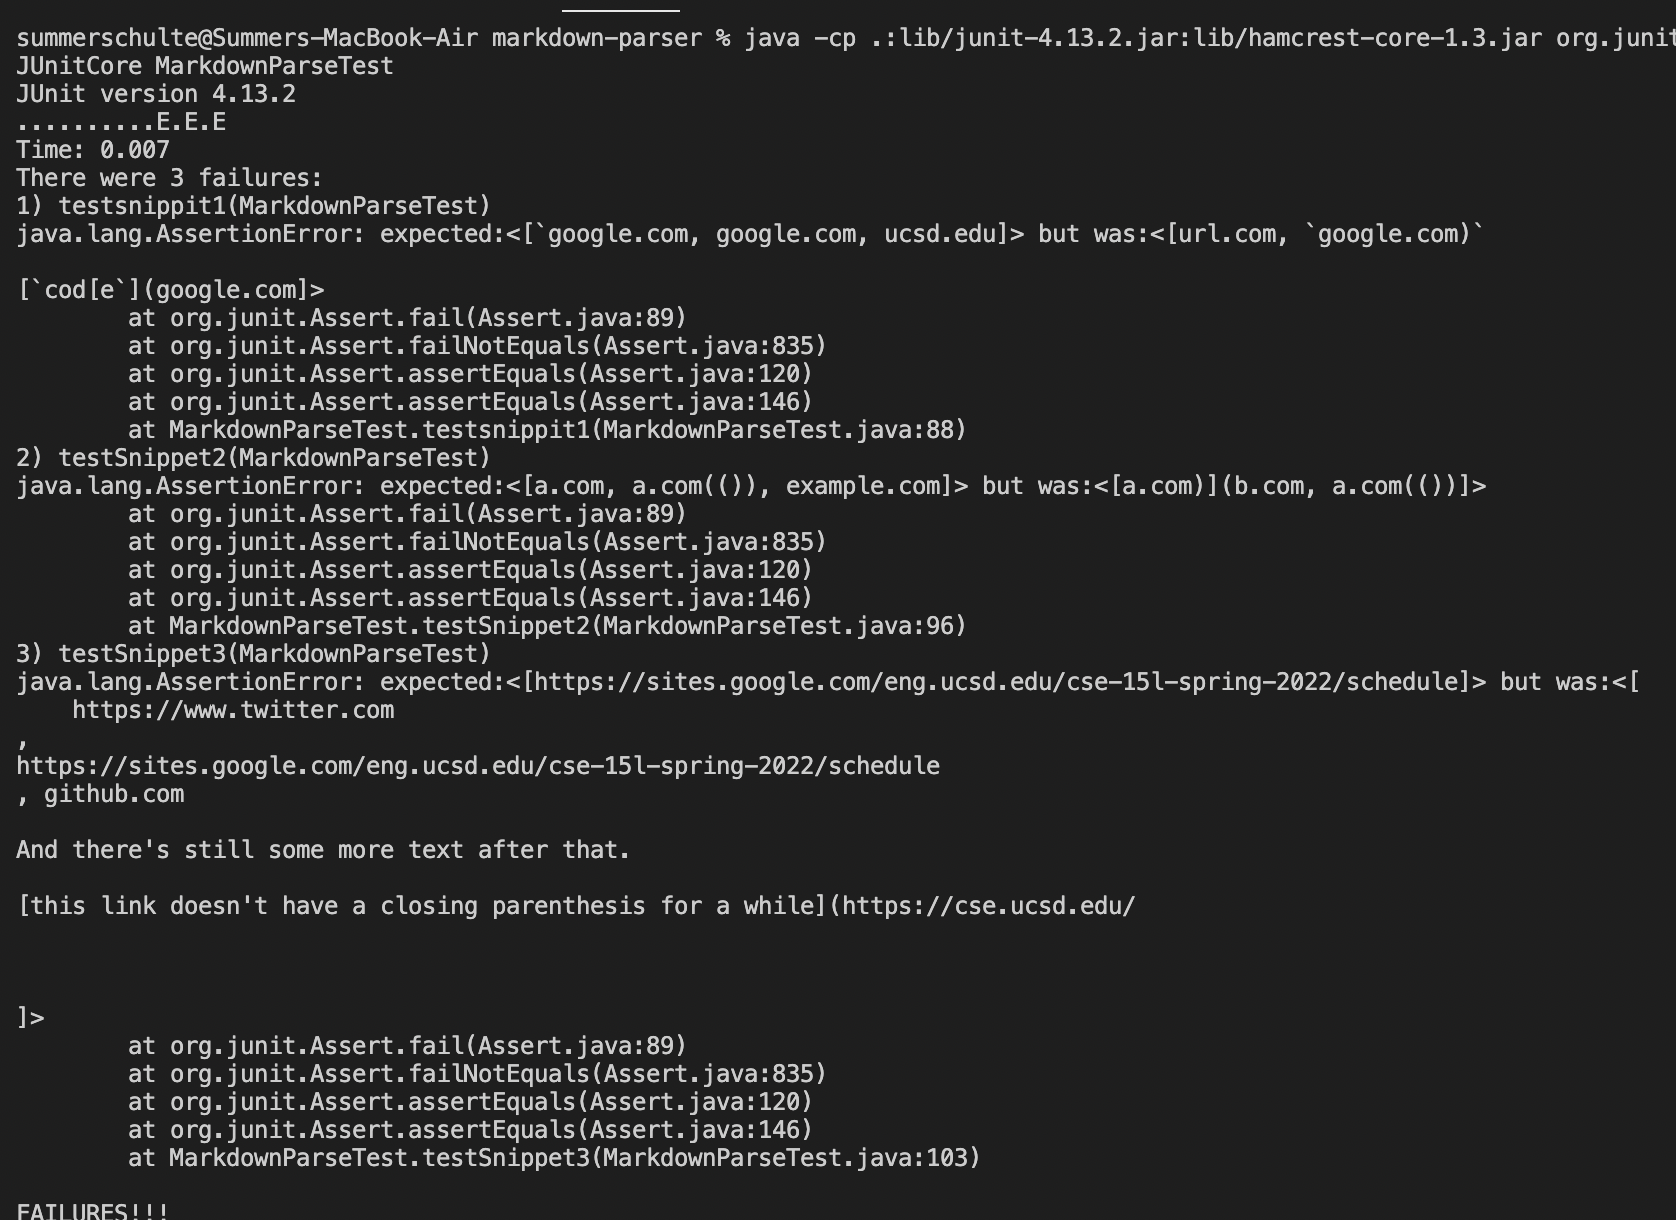 summerschulte@Summers-MacBook-Air markdown-parser % java -cp .:lib/junit-4.13.2.jar:lib/hamcrest-core-1.3.jar org.junit
JUnitCore MarkdownParseTest
JUnit version 4.13.2
..........E.E.E
Time: 0.007
There were 3 failures:
1) testsnippit1(MarkdownParseTest)
java.lang.AssertionError: expected:<[`google.com, google.com, ucsd.edu]> but was:<[url.com, `google.com)`

[`cod[e`](google.com]>
        at org.junit.Assert.fail(Assert.java:89)
        at org.junit.Assert.failNotEquals(Assert.java:835)
        at org.junit.Assert.assertEquals(Assert.java:120)
        at org.junit.Assert.assertEquals(Assert.java:146)
        at MarkdownParseTest.testsnippit1(MarkdownParseTest.java:88)
2) testSnippet2(MarkdownParseTest)
java.lang.AssertionError: expected:<[a.com, a.com(()), example.com]> but was:<[a.com)](b.com, a.com(())]>
        at org.junit.Assert.fail(Assert.java:89)
        at org.junit.Assert.failNotEquals(Assert.java:835)
        at org.junit.Assert.assertEquals(Assert.java:120)
        at org.junit.Assert.assertEquals(Assert.java:146)
        at MarkdownParseTest.testSnippet2(MarkdownParseTest.java:96)
3) testSnippet3(MarkdownParseTest)
java.lang.AssertionError: expected:<[https://sites.google.com/eng.ucsd.edu/cse-15l-spring-2022/schedule]> but was:<[
    https://www.twitter.com
,
https://sites.google.com/eng.ucsd.edu/cse-15l-spring-2022/schedule
, github.com

And there's still some more text after that.

[this link doesn't have a closing parenthesis for a while](https://cse.ucsd.edu/

]>
        at org.junit.Assert.fail(Assert.java:89)
        at org.junit.Assert.failNotEquals(Assert.java:835)
        at org.junit.Assert.assertEquals(Assert.java:120)
        at org.junit.Assert.assertEquals(Assert.java:146)
        at MarkdownParseTest.testSnippet3(MarkdownParseTest.java:103)

FAILURES!!!